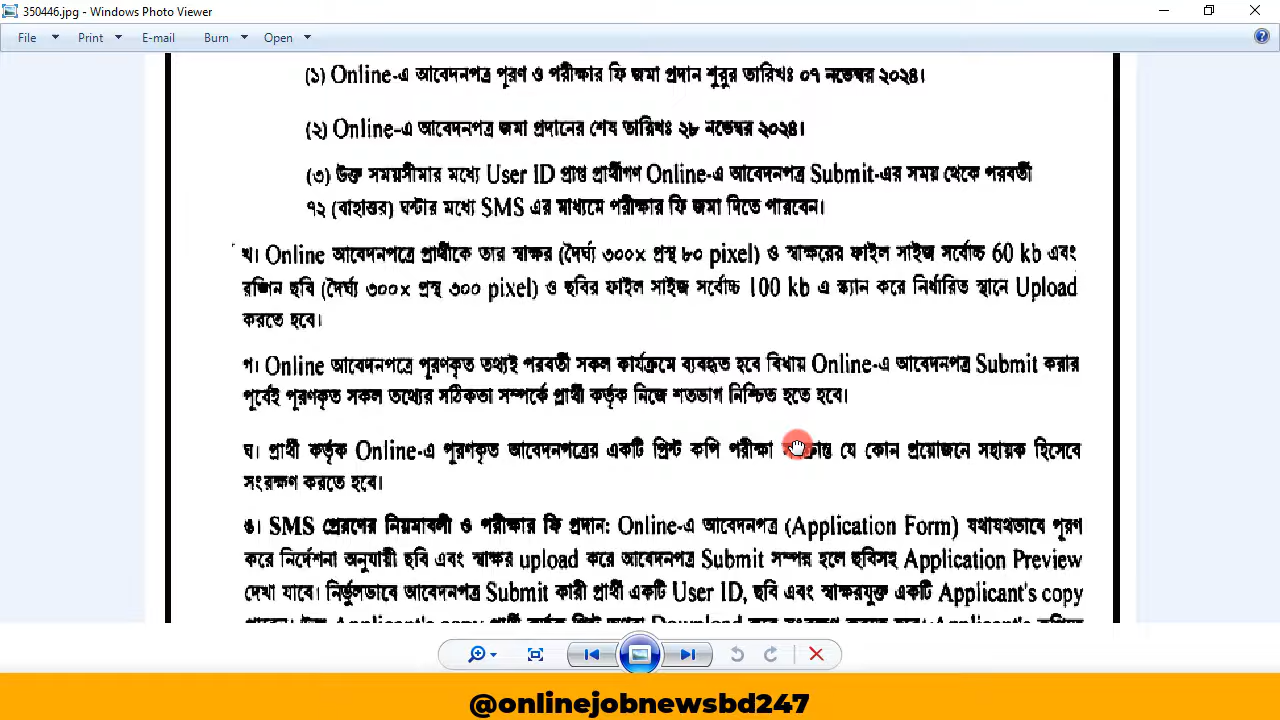 350446.jpg - Windows Photo Viewer
File Print E-mail Burn Open
(১) Online-এ আবেদনপত্র পূরণ ও পরীক্ষার ফি জমা প্রদান শুরুর তারিখঃ ০৭ নভেম্বর ২০২৪।
(২) Online-এ আবেদনপত্র জমা প্রদানের শেষ তারিখঃ ২৮ নভেম্বর ২০২৪।
(৩) উক্ত সময়সীমার মধ্যে User ID প্রাপ্ত প্রার্থীগণ Online-এ আবেদনপত্র Submit-এর সময় থেকে পরবর্তী
৭২ (বাহাত্তর) ঘণ্টার মধ্যে SMS এর মাধ্যমে পরীক্ষার ফি জমা দিতে পারবেন।
খ। Online আবেদনপত্রে প্রার্থীকে তার স্বাক্ষর (দৈর্ঘ্য ৩০০x প্রস্থ ৮০ pixel) ও স্বাক্ষরের ফাইল সাইজ সর্বোচ্চ 60 kb এবং
রঙ্গিন ছবি (দৈর্ঘ্য ৩০০x প্রস্থ ৩০০ pixel) ও ছবির ফাইল সাইজ সর্বোচ্চ 100 kb এ স্ক্যান করে নির্ধারিত স্থানে Upload
করতে হবে।
গ। Online আবেদনপত্রে পূরণকৃত তথ্যই পরবর্তী সকল কার্যক্রমে ব্যবহৃত হবে বিধায় Online-এ আবেদনপত্র Submit করার
পূর্বেই পূরণকৃত সকল তথ্যের সঠিকতা সম্পর্কে প্রার্থী কর্তৃক নিজে শতভাগ নিশ্চিত হতে হবে।
ঘ। প্রার্থী কর্তৃক Online-এ পূরণকৃত আবেদনপত্রের একটি প্রিন্ট কপি পরীক্ষা যে কোন প্রয়োজনে সহায়ক হিসেবে
সংরক্ষণ করতে হবে।
ঙ। SMS প্রেরণের নিয়মাবলী ও পরীক্ষার ফি প্রদান: Online-এ আবেদনপত্র (Application Form) যথাযথভাবে পূরণ
করে নির্দেশনা অনুযায়ী ছবি এবং স্বাক্ষর upload করে আবেদনপত্র Submit সম্পন্ন হলে ছবিসহ Application Preview
দেখা যাবে। নির্ভুলভাবে আবেদনপত্র Submit কারী প্রার্থী একটি User ID, ছবি এবং স্বাক্ষরযুক্ত একটি Applicant's copy
@onlinejobnewsbd247